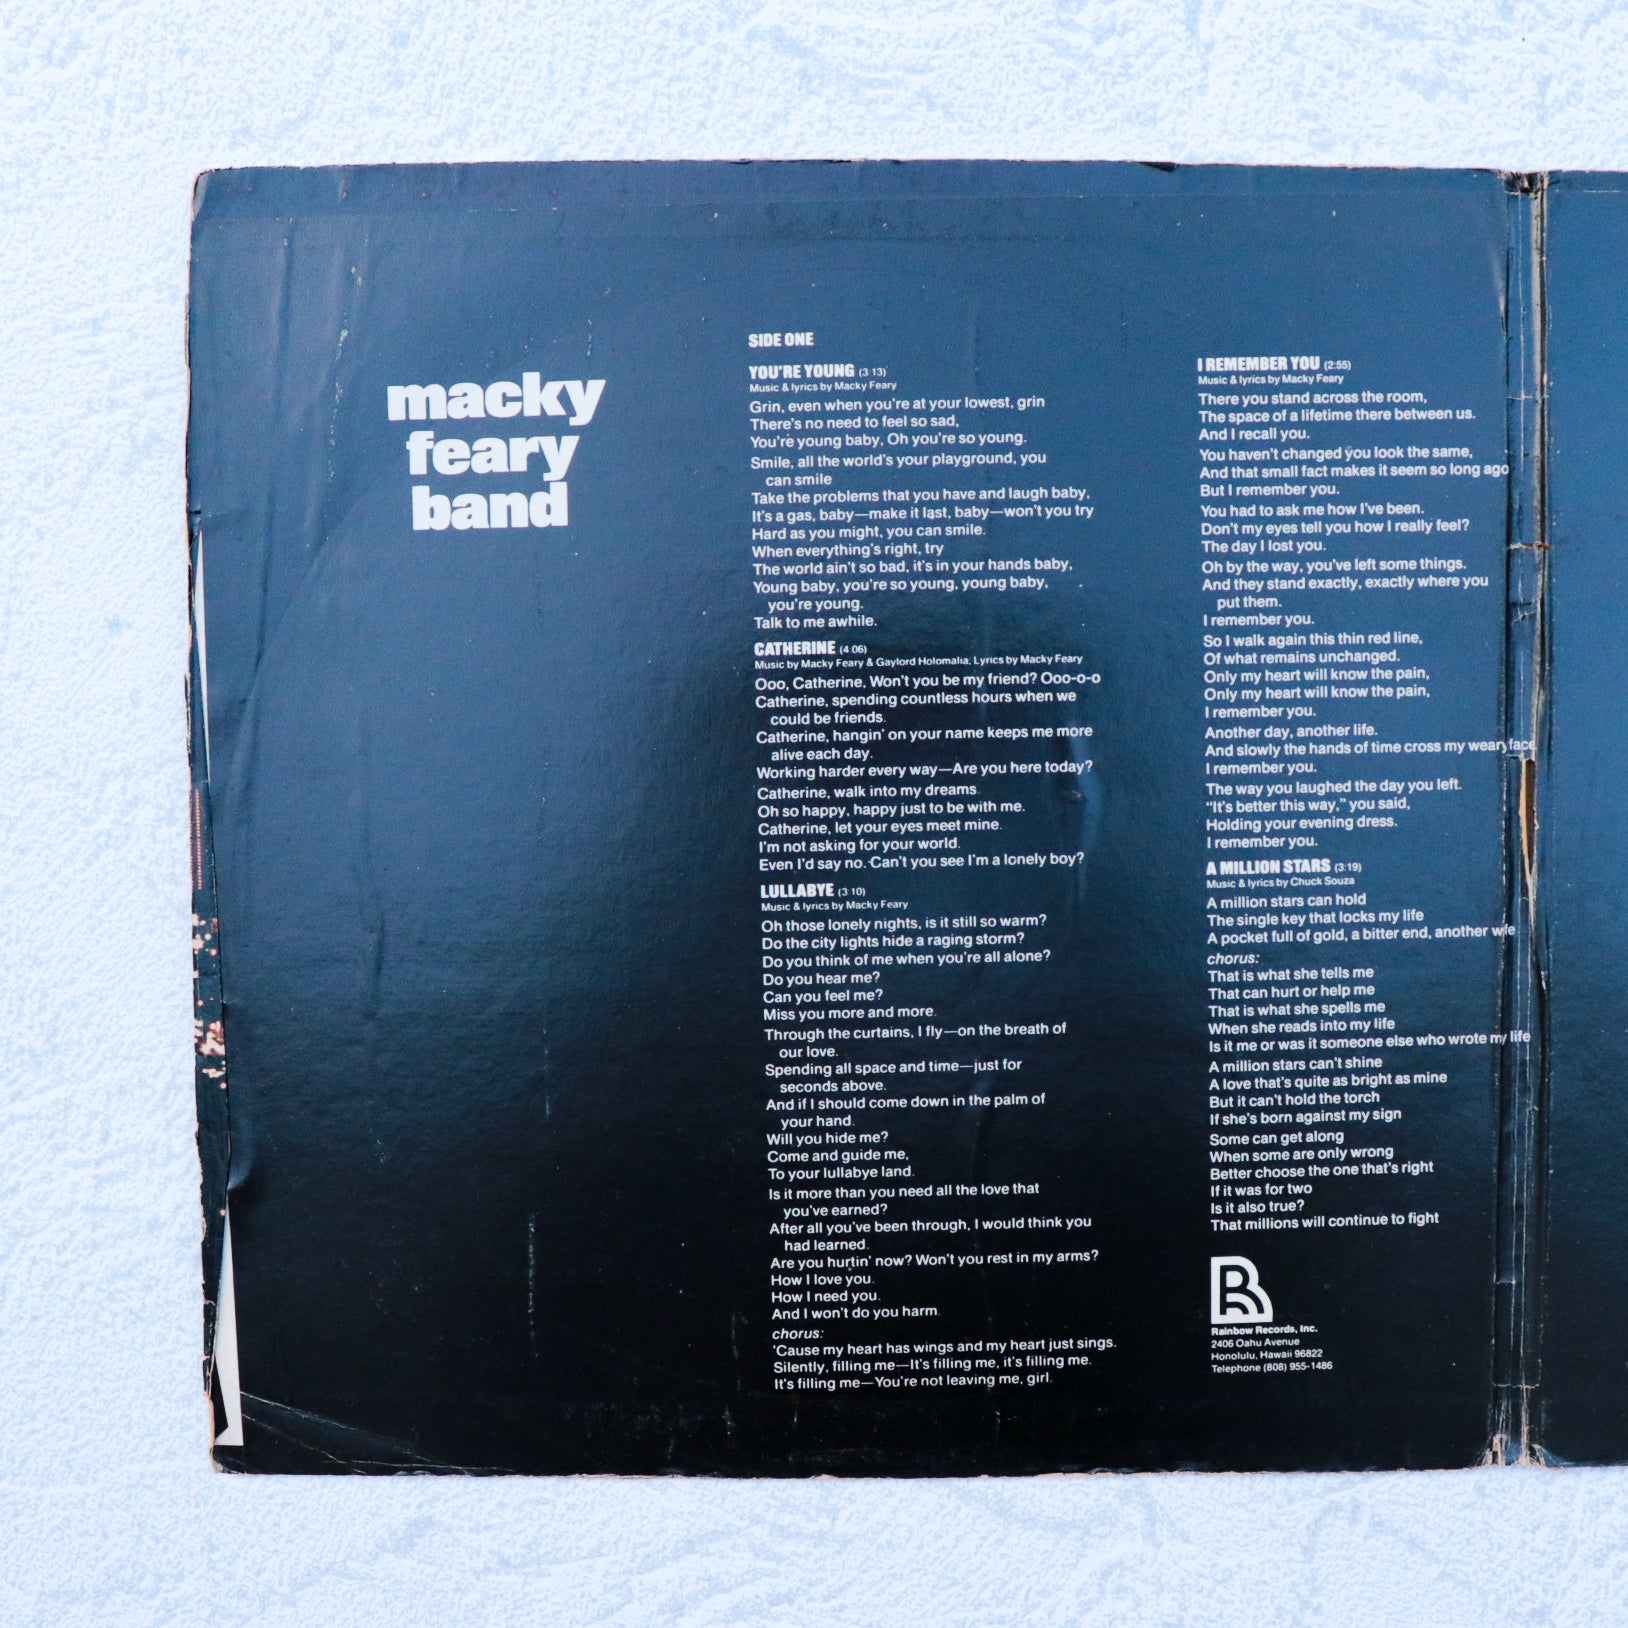 macky
feary
band
SIDE ONE
YOU'RE YOUNG (3 13)
Music & lyrics by Macky Feary
Grin, even when you're at your lowest, grin
There's no need to feel so sad,
You're young baby, Oh you're so young.
Smile, all the world's your playground, you
can smile
Take the problems that you have and laugh baby,
It's a gas, baby—make it last, baby—won't you try
Hard as you might, you can smile.
When everything's right, try
The world ain't so bad, it's in your hands baby,
Young baby, you're so young, young baby,
you're young.
Talk to me awhile.
CATHERINE (4 06)
Music by Macky Feary & Gaylord Holomalia. Lyrics by Macky Feary
Ooo, Catherine, Won't you be my friend? Ooo-o-o
Catherine, spending countless hours when we
could be friends.
Catherine, hangin' on your name keeps me more
alive each day.
Working harder every way—Are you here today?
Catherine, walk into my dreams.
Oh so happy, happy just to be with me.
Catherine, let your eyes meet mine.
I'm not asking for your world.
Even I'd say no. Can't you see I'm a lonely boy?
LULLABYE (3 10)
Music & lyrics by Macky Feary
Oh those lonely nights, is it still so warm?
Do the city lights hide a raging storm?
Do you think of me when you're all alone?
Do you hear me?
Can you feel me?
Miss you more and more.
Through the curtains, I fly—on the breath of
our love.
Spending all space and time—just for
seconds above.
And if I should come down in the palm of
your hand.
Will you hide me?
Come and guide me,
To your lullabye land.
Is it more than you need all the love that
you've earned?
After all you've been through, I would think you
had learned.
Are you hurtin' now? Won't you rest in my arms?
How I love you.
How I need you.
And I won't do you harm.
chorus:
'Cause my heart has wings and my heart just sings.
Silently, filling me—It's filling me, it's filling me.
It's filling me—You're not leaving me, girl.
I REMEMBER YOU (2:55)
Music & lyrics by Macky Feary
There you stand across the room,
The space of a lifetime there between us.
And I recall you.
You haven't changed you look the same,
And that small fact makes it seem so long ago
But I remember you.
You had to ask me how I've been.
Don't my eyes tell you how I really feel?
The day I lost you.
Oh by the way, you've left some things.
And they stand exactly, exactly where you
put them.
I remember you.
So I walk again this thin red line,
Of what remains unchanged.
Only my heart will know the pain,
Only my heart will know the pain,
I remember you.
Another day, another life.
And slowly the hands of time cross my weary face
I remember you.
The way you laughed the day you left.
"It's better this way," you said,
Holding your evening dress.
I remember you.
A MILLION STARS (3:19)
Music & lyrics by Chuck Souza
A million stars can hold
The single key that locks my life
A pocket full of gold, a bitter end, another wife
chorus:
That is what she tells me
That can hurt or help me
That is what she spells me
When she reads into my life
Is it me or was it someone else who wrote my life
A million stars can't shine
A love that's quite as bright as mine
But it can't hold the torch
If she's born against my sign
Some can get along
When some are only wrong
Better choose the one that's right
If it was for two
Is it also true?
That millions will continue to fight
Rainbow Records, Inc.
2406 Oahu Avenue
Honolulu, Hawaii 96822
Telephone (808) 955-1486